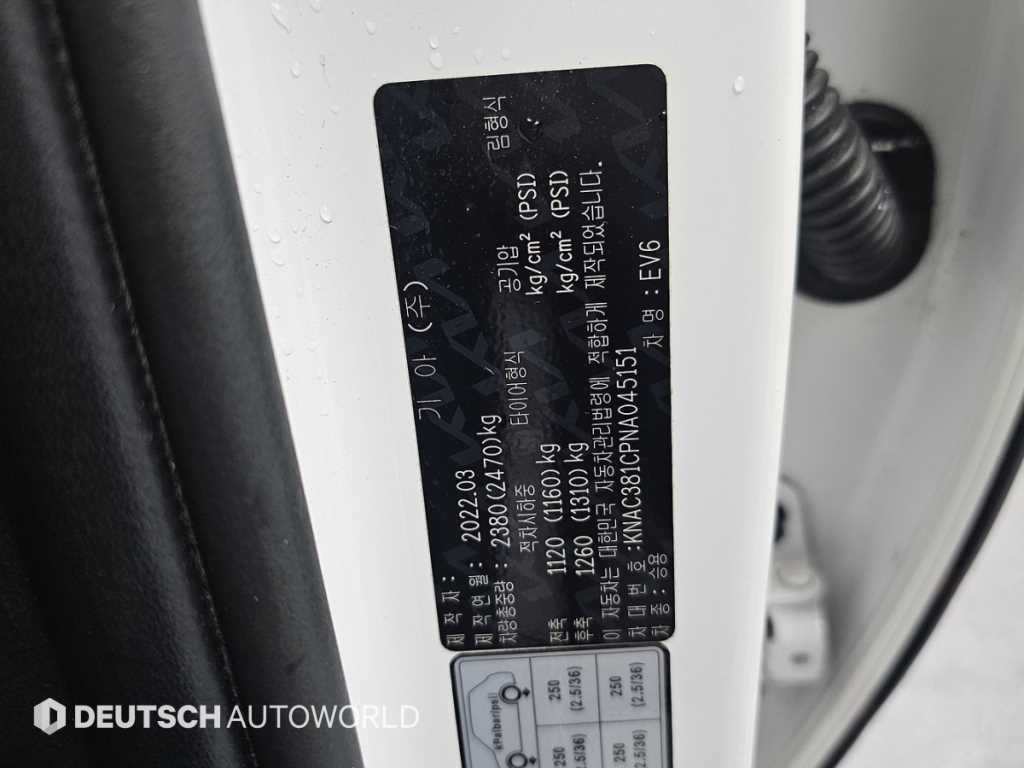 제 작 자 : 기 아 (주)
제작연월 : 2022.03
차량총중량: 2380(2470)kg
적차시하중 타이어형식 공기압 림형식
전축 1120 (1160)kg kg/cm² (PSI)
후축 1260 (1310)kg kg/cm² (PSI)
이 자동차는 대한민국 자동차관리법령에 적합하게 제작되었습니다.
차 대 번 호 :KNAC381CPNA045151
차 종 : 승용 차 명 : EV6
kPa(bar/psi)
250
(2.5/36)
250
(2.5/36)
250
(2.5/36)
250
(2.5/36)
DEUTSCH AUTOWORLD